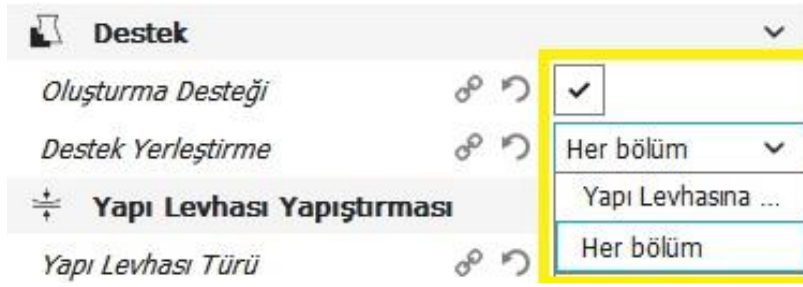 Destek
Oluşturma Desteği
Destek Yerleştirme Her bölüm
Yapı Levhasına ...
Yapı Levhası Yapıştırması
Her bölüm
Yapı Levhası Türü